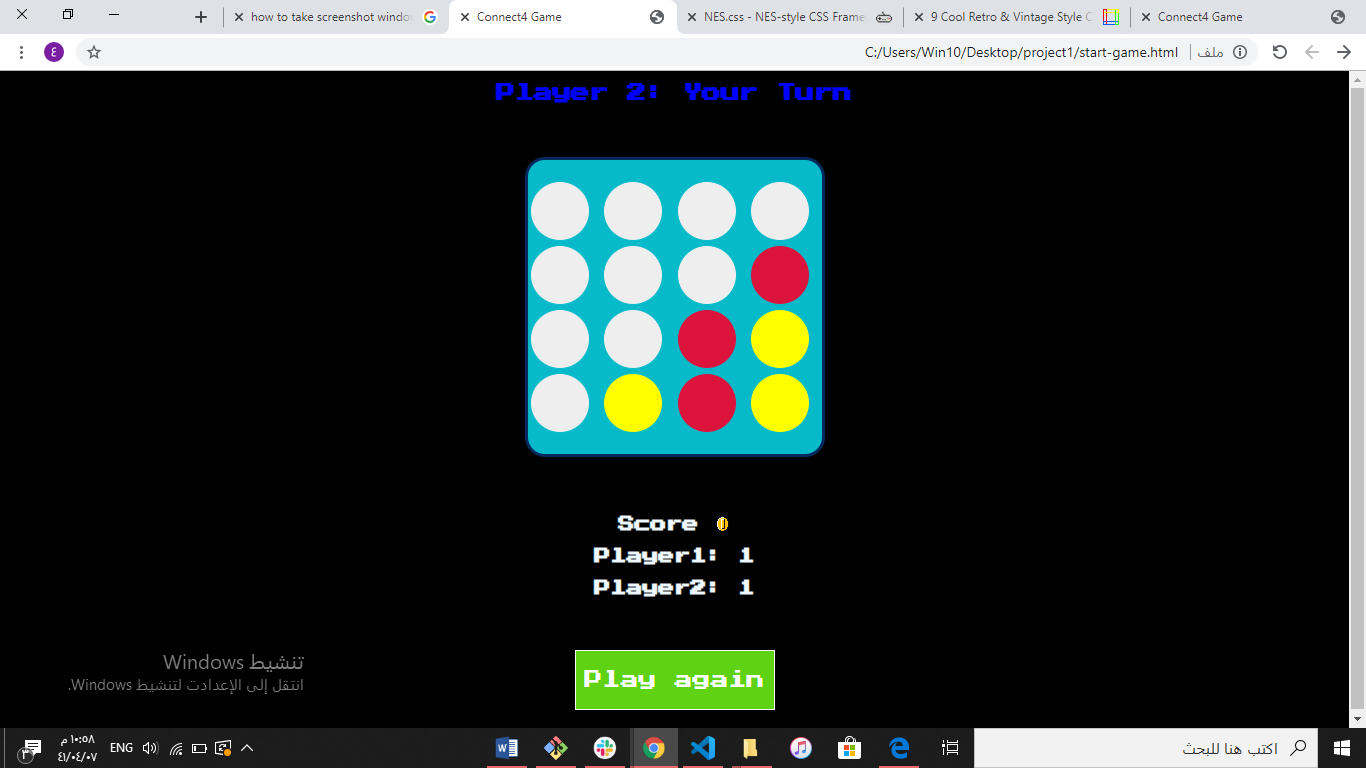 how to take screenshot windo
Connect4 Game
NES.css - NES-style CSS Frame
9 Cool Retro & Vintage Style C
Connect4 Game
ع
C:/Users/Win10/Desktop/project1/start-game.html
ملف
Player 2: Your Turn
Score
Player1: 1
Player2: 1
Play again
تنشيط Windows
انتقل إلى الإعدادت لتنشيط Windows.
١٠:٥٨ م
٤١/٠٤/٠٧
ENG
٣
اكتب هنا للبحث